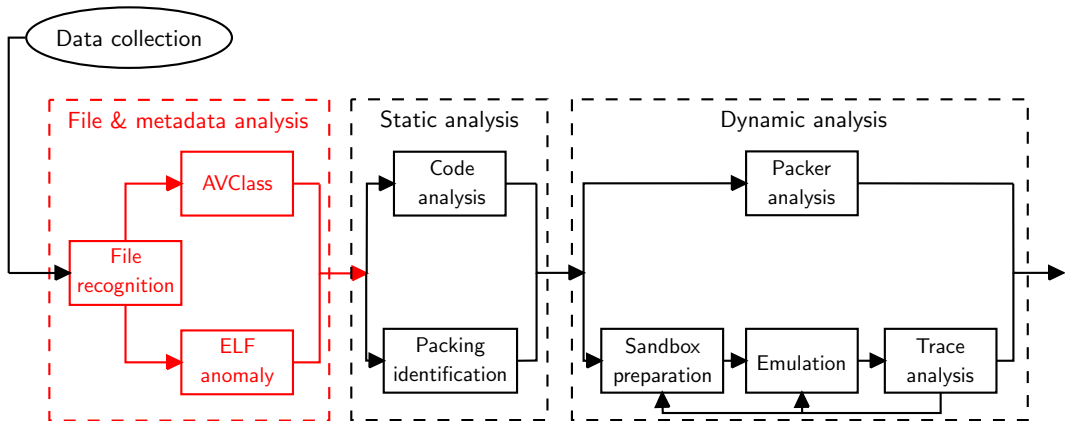 Data collection
File & metadata analysis
AVClass
File
recognition
ELF
anomaly
Static analysis
Code
analysis
Packing
identification
Dynamic analysis
Packer
analysis
Sandbox
preparation
Emulation
Trace
analysis